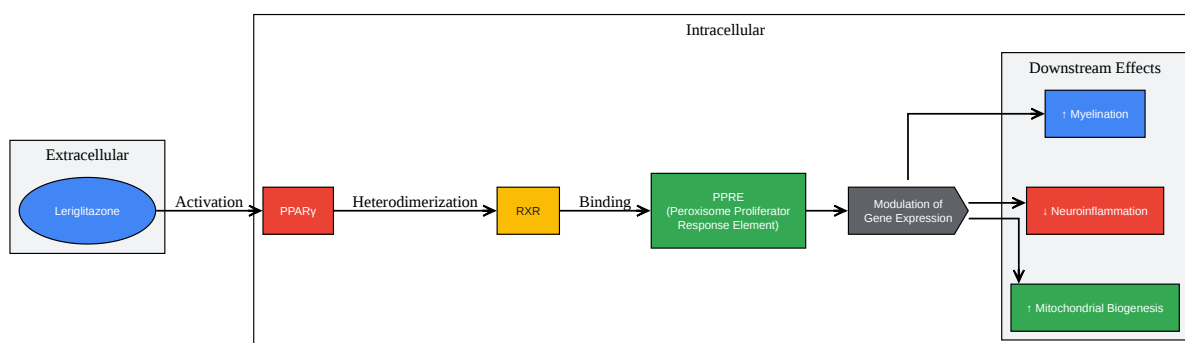 Intracellular
Extracellular
Leriglitazone
Activation
PPARγ
Heterodimerization
RXR
Binding
PPRE
(Peroxisome Proliferator
Response Element)
Modulation of
Gene Expression
Downstream Effects
↑ Myelination
↓ Neuroinflammation
↑ Mitochondrial Biogenesis